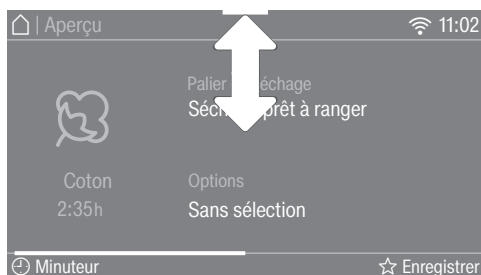 Aperçu 11:02
Palier échage
Séch prêt à ranger
Coton Options
2:35h Sans sélection
Minuteur Enregistrer